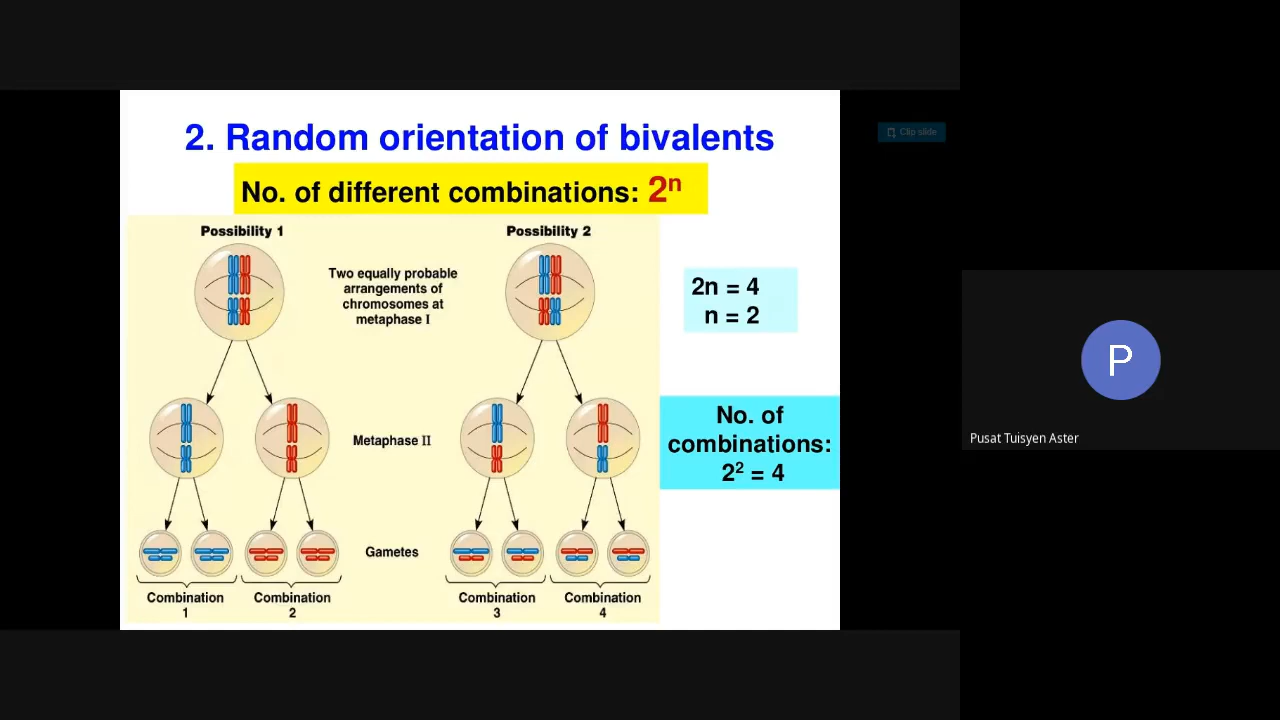 2. Random orientation of bivalents
Clip slide
No. of different combinations: 2ⁿ
Possibility 1
Possibility 2
Two equally probable
arrangements of
chromosomes at
metaphase I
2n = 4
n = 2
Metaphase II
No. of
combinations:
2² = 4
Gametes
Combination
1
Combination
2
Combination
3
Combination
4
P
Pusat Tuisyen Aster